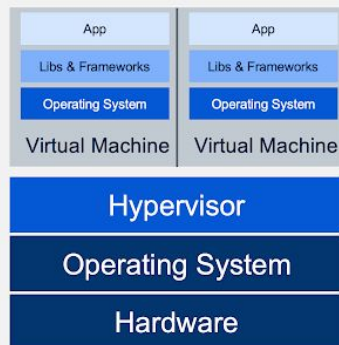 App
App
Libs & Frameworks
Libs & Frameworks
Operating System
Operating System
Virtual Machine
Virtual Machine
Hypervisor
Operating System
Hardware